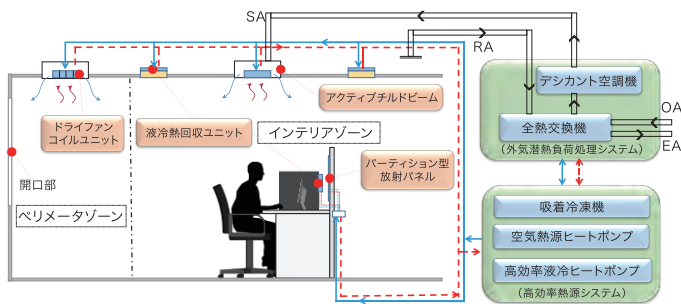 SA
RA
デシカント空調機
OA
全熱交換機
EA
(外気潜熱負荷処理システム)
アクティブチルドビーム
ドライファン
コイルユニット
液冷熱回収ユニット
インテリアゾーン
パーティション型
放射パネル
開口部
ペリメータゾーン
吸着冷凍機
空気熱源ヒートポンプ
高効率液冷ヒートポンプ
(高効率熱源システム)